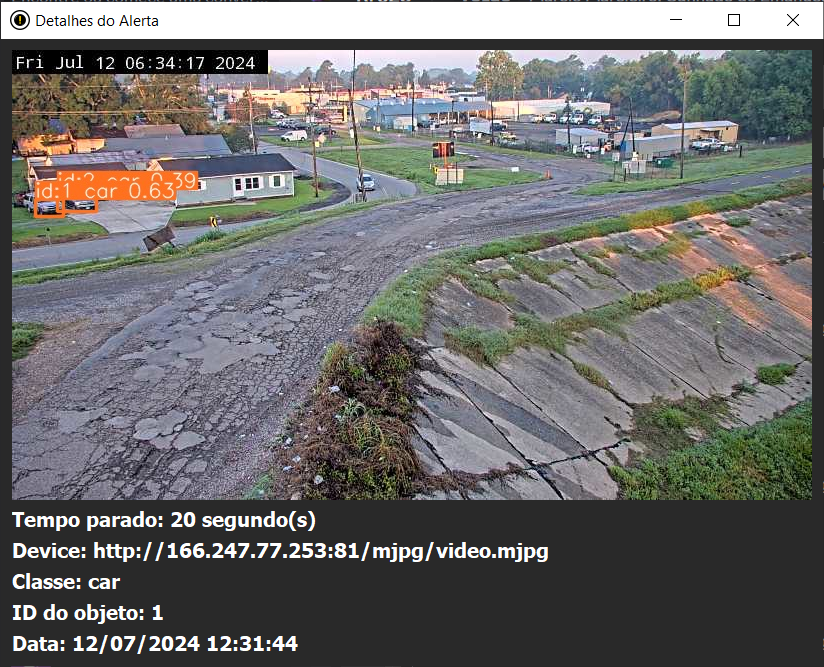 Detalhes do Alerta
Fri Jul 12 06:34:17 2024
id:2 car 0.39
id:1 car 0.63
Tempo parado: 20 segundo(s)
Device: http://166.247.77.253:81/mjpg/video.mjpg
Classe: car
ID do objeto: 1
Data: 12/07/2024 12:31:44